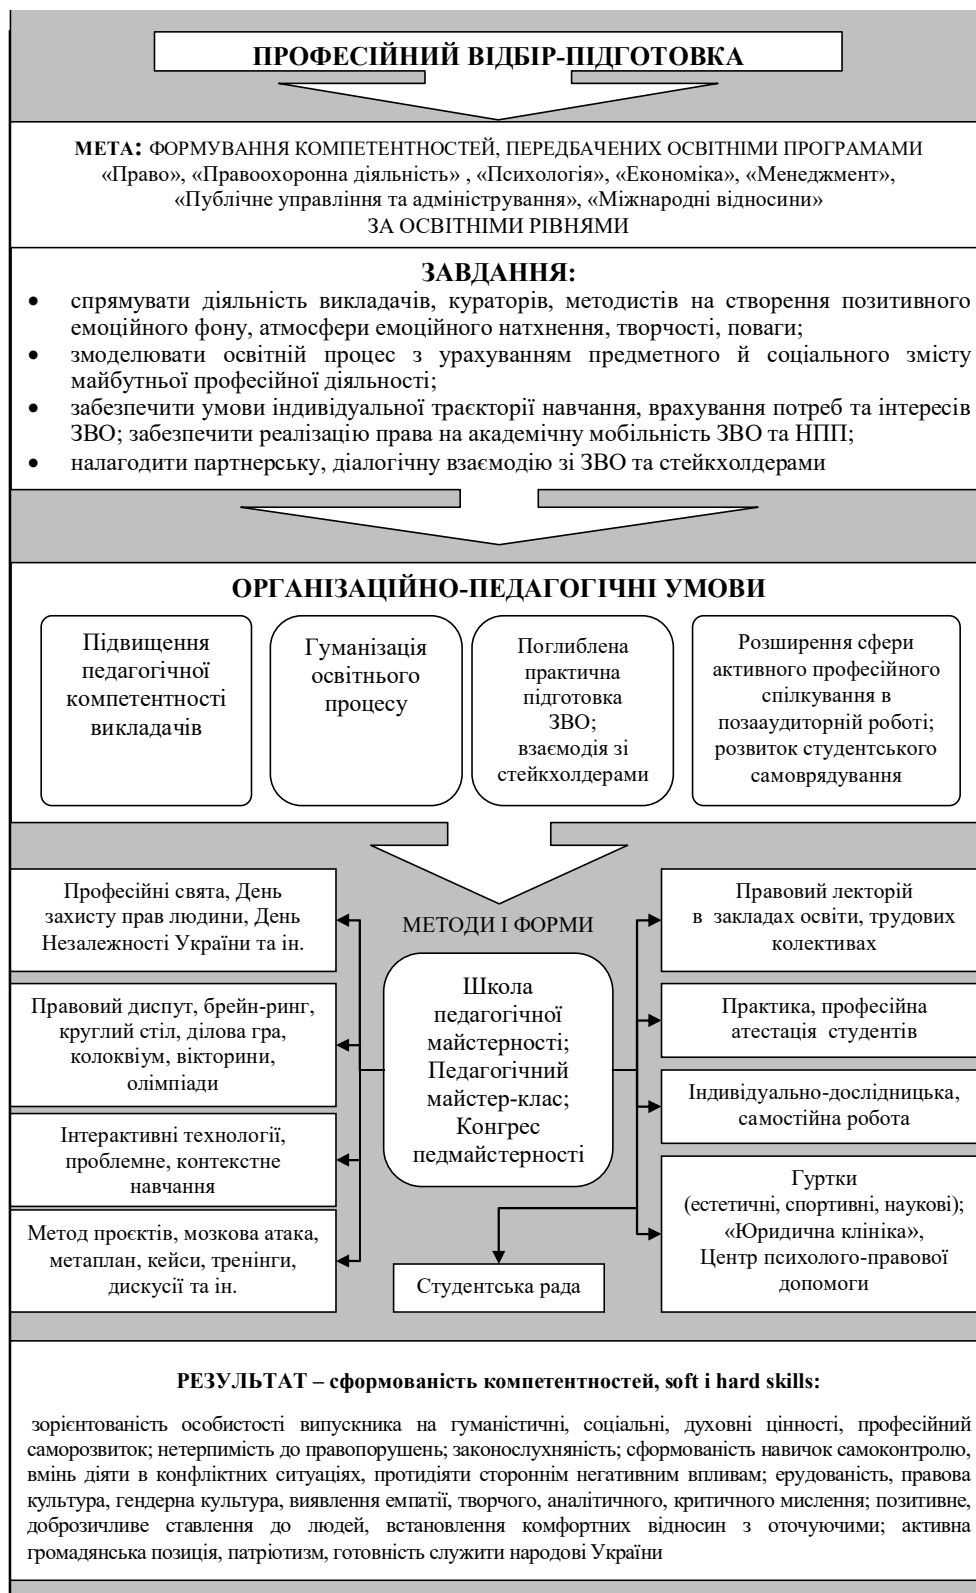 ПРОФЕСІЙНИЙ ВІДБІР-ПІДГОТОВКА
МЕТА: ФОРМУВАННЯ КОМПЕТЕНТНОСТЕЙ, ПЕРЕДБАЧЕНИХ ОСВІТНІМИ ПРОГРАМАМИ
«Право», «Правоохоронна діяльність» , «Психологія», «Економіка», «Менеджмент»,
«Публічне управління та адміністрування», «Міжнародні відносини»
ЗА ОСВІТНІМИ РІВНЯМИ
ЗАВДАННЯ:
• спрямувати діяльність викладачів, кураторів, методистів на створення позитивного
емоційного фону, атмосфери емоційного натхнення, творчості, поваги;
• змоделювати освітній процес з урахуванням предметного й соціального змісту
майбутньої професійної діяльності;
• забезпечити умови індивідуальної траєкторії навчання, врахування потреб та інтересів
ЗВО; забезпечити реалізацію права на академічну мобільність ЗВО та НПП;
• налагодити партнерську, діалогічну взаємодію зі ЗВО та стейкхолдерами
ОРГАНІЗАЦІЙНО-ПЕДАГОГІЧНІ УМОВИ
Підвищення
педагогічної
компетентності
викладачів
Гуманізація
освітнього
процесу
Поглиблена
практична
підготовка
ЗВО;
взаємодія зі
стейкхолдерами
Розширення сфери
активного професійного
спілкування в
позааудиторній роботі;
розвиток студентського
самоврядування
МЕТОДИ І ФОРМИ
Професійні свята, День
захисту прав людини, День
Незалежності України та ін.
Правовий диспут, брейн-ринг,
круглий стіл, ділова гра,
колоквіум, вікторини,
олімпіади
Інтерактивні технології,
проблемне, контекстне
навчання
Метод проєктів, мозкова атака,
метаплан, кейси, тренінги,
дискусії та ін.
Школа
педагогічної
майстерності;
Педагогічний
майстер-клас;
Конгрес
педмайстерності
Студентська рада
Правовий лекторій
в закладах освіти, трудових
колективах
Практика, професійна
атестація студентів
Індивідуально-дослідницька,
самостійна робота
Гуртки
(естетичні, спортивні, наукові);
«Юридична клініка»,
Центр психолого-правової
допомоги
РЕЗУЛЬТАТ – сформованість компетентностей, soft і hard skills:
зорієнтованість особистості випускника на гуманістичні, соціальні, духовні цінності, професійний
саморозвиток; нетерпимість до правопорушень; законослухняність; сформованість навичок самоконтролю,
вмінь діяти в конфліктних ситуаціях, протидіяти стороннім негативним впливам; ерудованість, правова
культура, гендерна культура, виявлення емпатії, творчого, аналітичного, критичного мислення; позитивне,
доброзичливе ставлення до людей, встановлення комфортних відносин з оточуючими; активна
громадянська позиція, патріотизм, готовність служити народові України